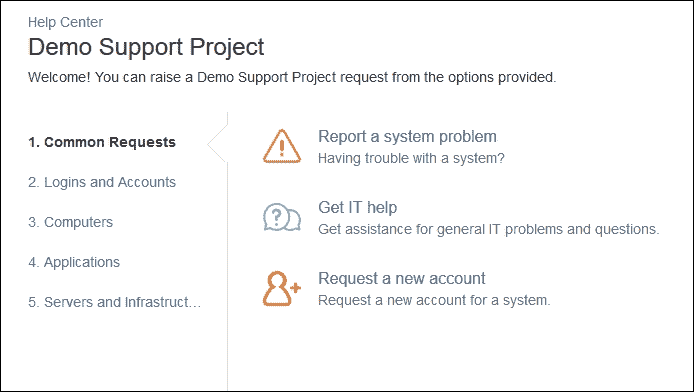 Help Center
Demo Support Project
Welcome! You can raise a Demo Support Project request from the options provided.
1. Common Requests
2. Logins and Accounts
3. Computers
4. Applications
5. Servers and Infrastruct...
Report a system problem
Having trouble with a system?
Get IT help
Get assistance for general IT problems and questions.
Request a new account
Request a new account for a system.